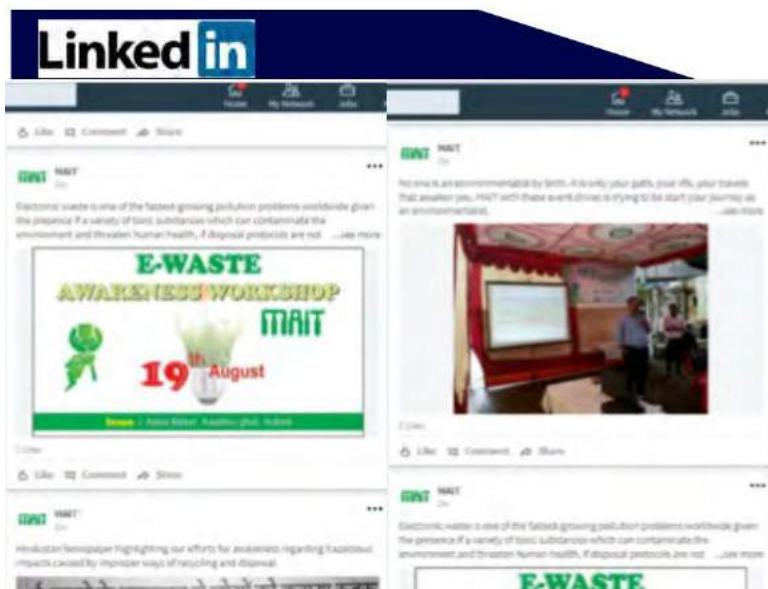 Linked in
Home My Network Jobs
Like Comment Share
MAIT MAIT
Electronic waste is one of the fastest growing pollution problems worldwide given
the presence if a variety of toxic substances which can contaminate the
environment and threaten human health, if disposal protocols are not ...see more
E-WASTE
AWARENESS WORKSHOP
MAIT
19th August
Like Comment Share
MAIT MAIT
Hindustan Newspaper highlighting our efforts for awareness regarding hazardous
impacts caused by improper ways of recycling and disposal.
Home My Network Jobs
MAIT MAIT
No one is an environmentalist by birth. It is only your path, your life, your travels
that awaken you. MAIT with these event drives is trying to be start your journey as
an environmentalist. ...see more
2 Likes
Like Comment Share
MAIT MAIT
Electronic waste is one of the fastest growing pollution problems worldwide given
the presence if a variety of toxic substances which can contaminate the
environment and threaten human health, if disposal protocols are not ...see more
E-WASTE